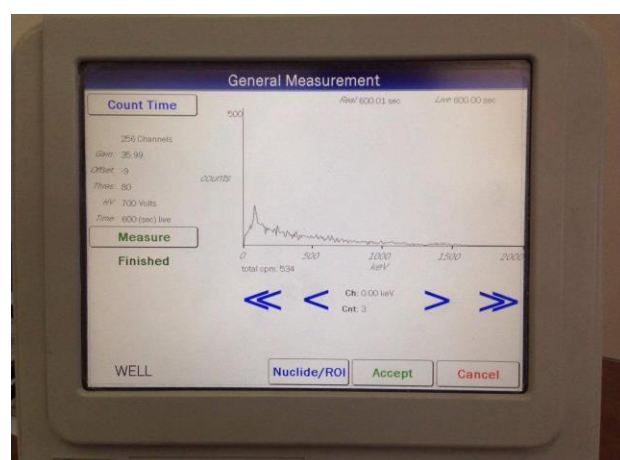 General Measurement
Count Time
Real 600.01 sec
Live 600.00 sec
500
256 Channels
Gain: 35.99
Offset: -9
Thres: 80
HV: 700 Volts
Time: 600 (sec) live
counts
Measure
Finished
0 500 1000 1500 2000
total cpm: 534
keV
Ch: 0.00 keV
Cnt: 3
<< < > >>
WELL
Nuclide/ROI
Accept
Cancel